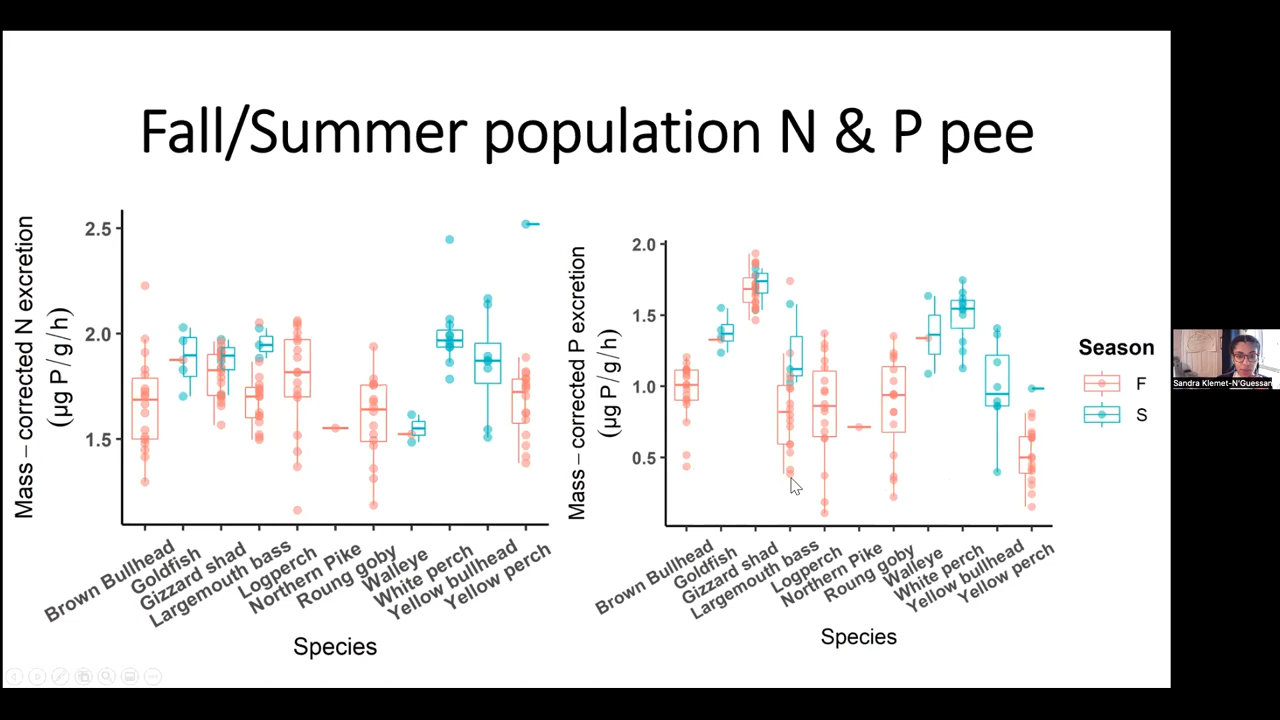 Fall/Summer population N & P pee
Mass – corrected N excretion
(µg P/g/h)
2.5
2.0
1.5
Brown Bullhead
Goldfish
Gizzard shad
Largemouth bass
Logperch
Northern Pike
Roung goby
Walleye
White perch
Yellow bullhead
Yellow perch
Species
Mass – corrected P excretion
(µg P/g/h)
2.0
1.5
1.0
0.5
Brown Bullhead
Goldfish
Gizzard shad
Largemouth bass
Logperch
Northern Pike
Roung goby
Walleye
White perch
Yellow bullhead
Yellow perch
Species
Season
F
S
Sandra Klemet-N'Guessan